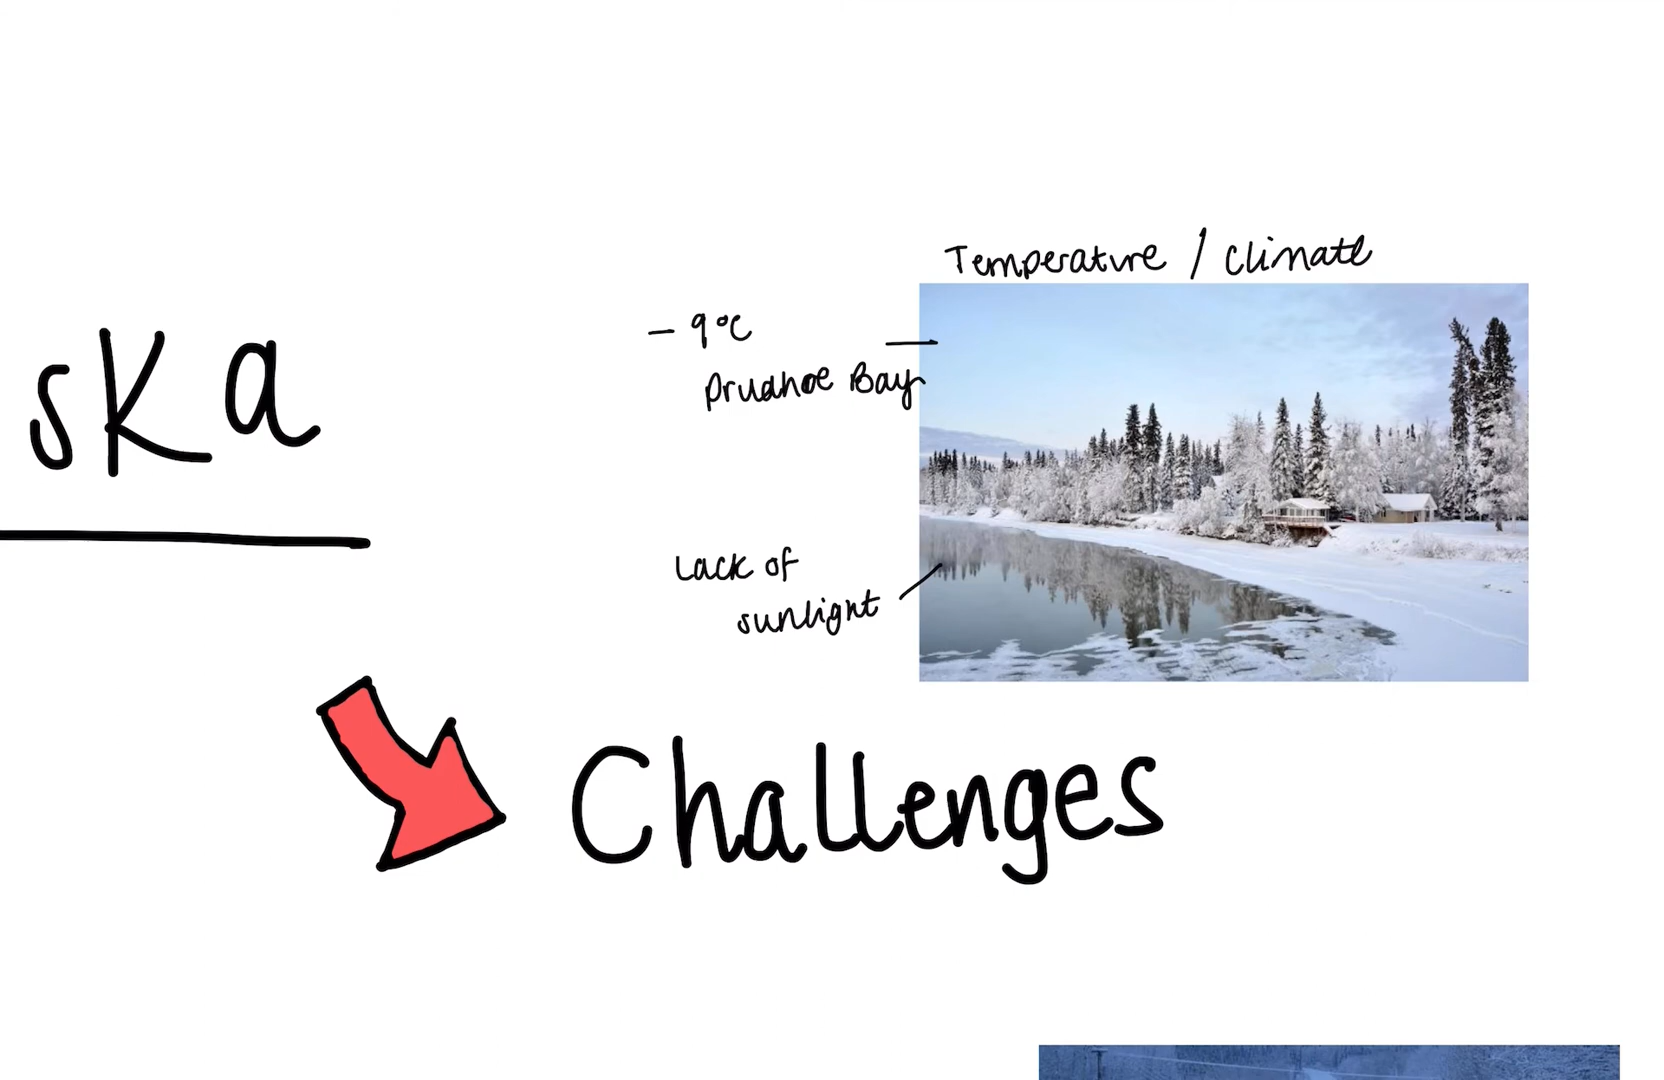 ska
Temperature / Climate
- 9°C
Prudhoe Bay
Lack of
sunlight
Challenges